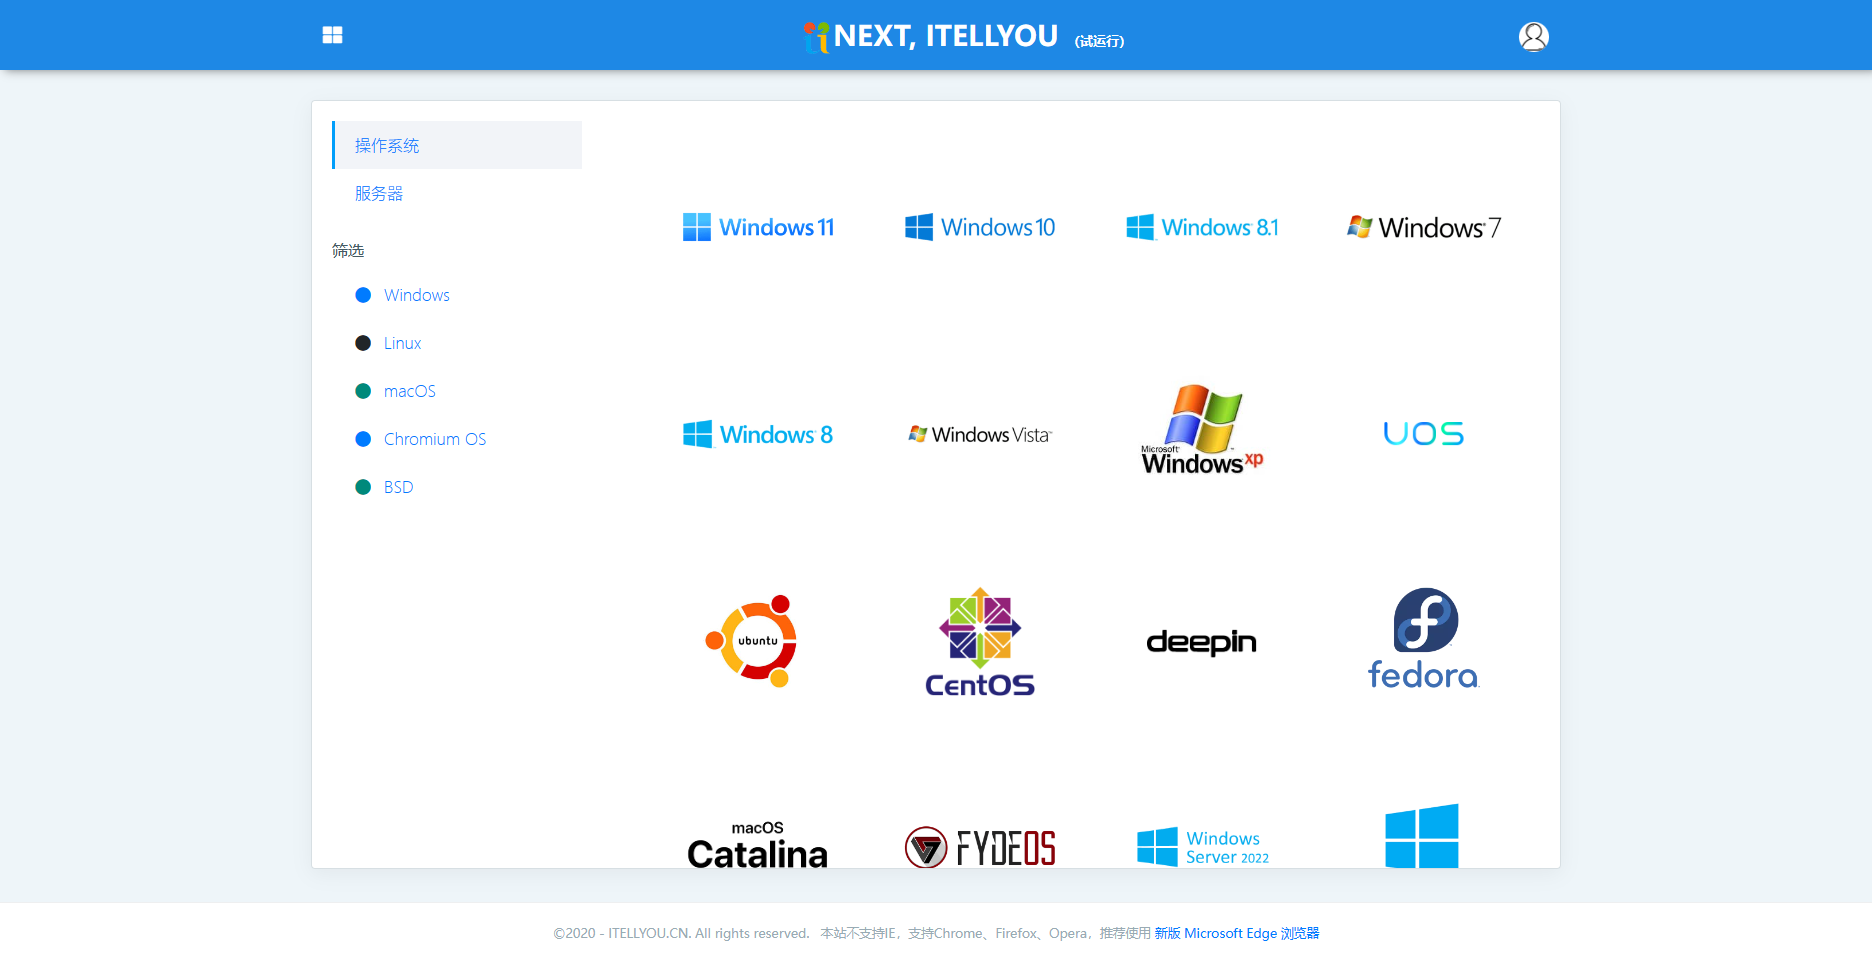 NEXT, ITELLYOU (试运行)
操作系统
服务器
筛选
Windows
Linux
macOS
Chromium OS
BSD
Windows 11
Windows 10
Windows 8.1
Windows 7
Windows 8
Windows Vista
Microsoft
Windows xp
UOS
ubuntu
CentOS
deepin
fedora
macOS
Catalina
FYDEOS
Windows
Server 2022
©2020 - ITELLYOU.CN. All rights reserved. 本站不支持IE，支持Chrome、Firefox、Opera，推荐使用 新版 Microsoft Edge 浏览器